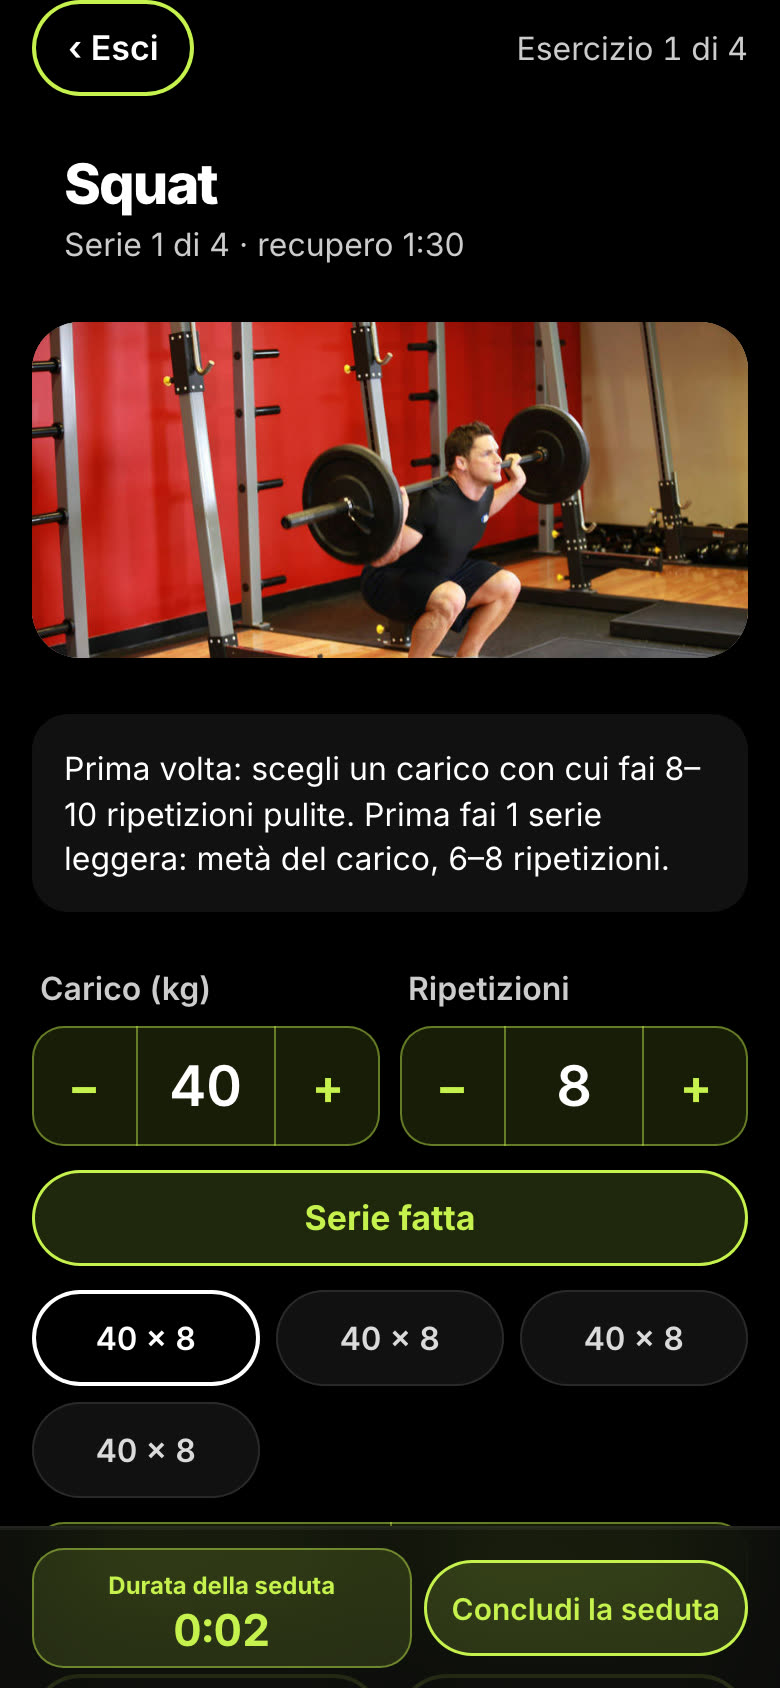 ‹ Esci
Esercizio 1 di 4
Squat
Serie 1 di 4 · recupero 1:30
Prima volta: scegli un carico con cui fai 8–
10 ripetizioni pulite. Prima fai 1 serie
leggera: metà del carico, 6–8 ripetizioni.
Carico (kg)
Ripetizioni
– 40 +
– 8 +
Serie fatta
40 × 8
40 × 8
40 × 8
40 × 8
Durata della seduta
0:02
Concludi la seduta